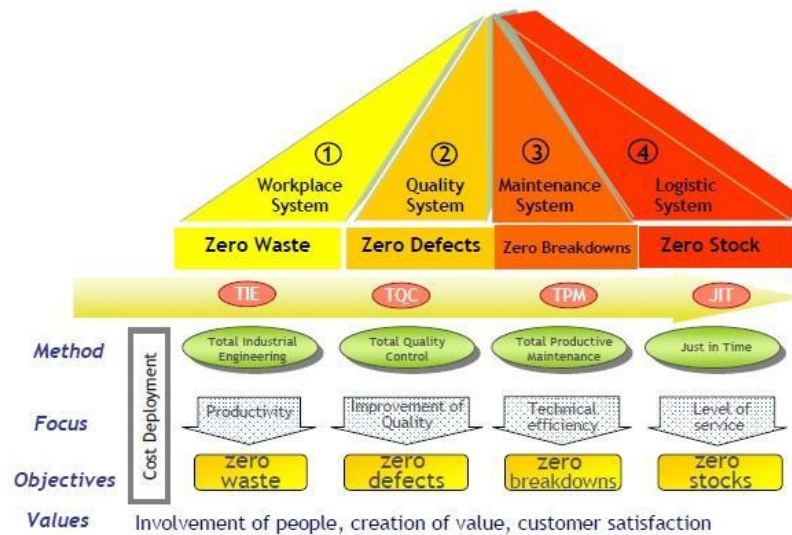 ① ② ③ ④
Workplace System Quality System Maintenance System Logistic System
Zero Waste Zero Defects Zero Breakdowns Zero Stock
TIE TQC TPM JIT
Cost Deployment
Method Total Industrial Engineering Total Quality Control Total Productive Maintenance Just in Time
Focus Productivity Improvement of Quality Technical efficiency Level of service
Objectives zero waste zero defects zero breakdowns zero stocks
Values Involvement of people, creation of value, customer satisfaction